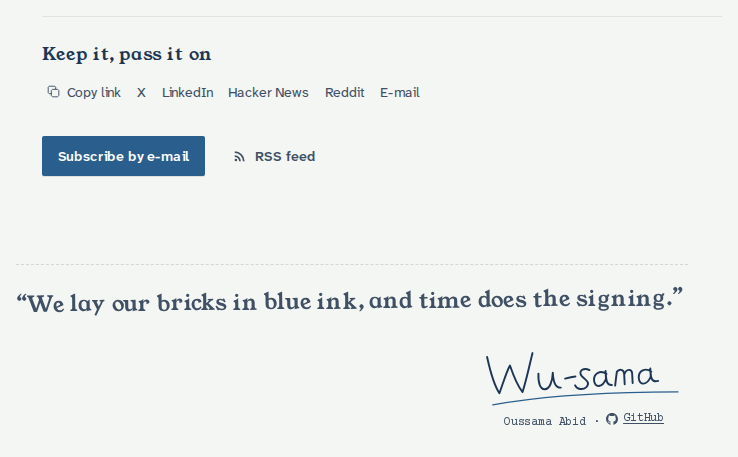 Keep it, pass it on
Copy link X LinkedIn Hacker News Reddit E-mail
Subscribe by e-mail RSS feed
“We lay our bricks in blue ink, and time does the signing.”
Wu-sama
Oussama Abid · GitHub